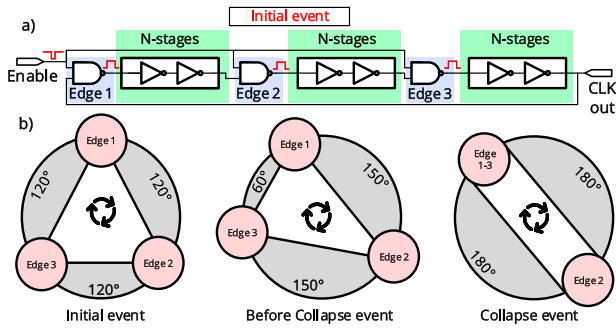 Initial event
a)
N-stages
N-stages
N-stages
Enable
Edge 1
Edge 2
Edge 3
CLK
out
b)
Edge 1
120°
120°
Edge 3
Edge 2
120°
Initial event
Edge 1
60°
150°
Edge 3
Edge 2
150°
Before Collapse event
Edge
1-3
180°
180°
Edge 2
Collapse event